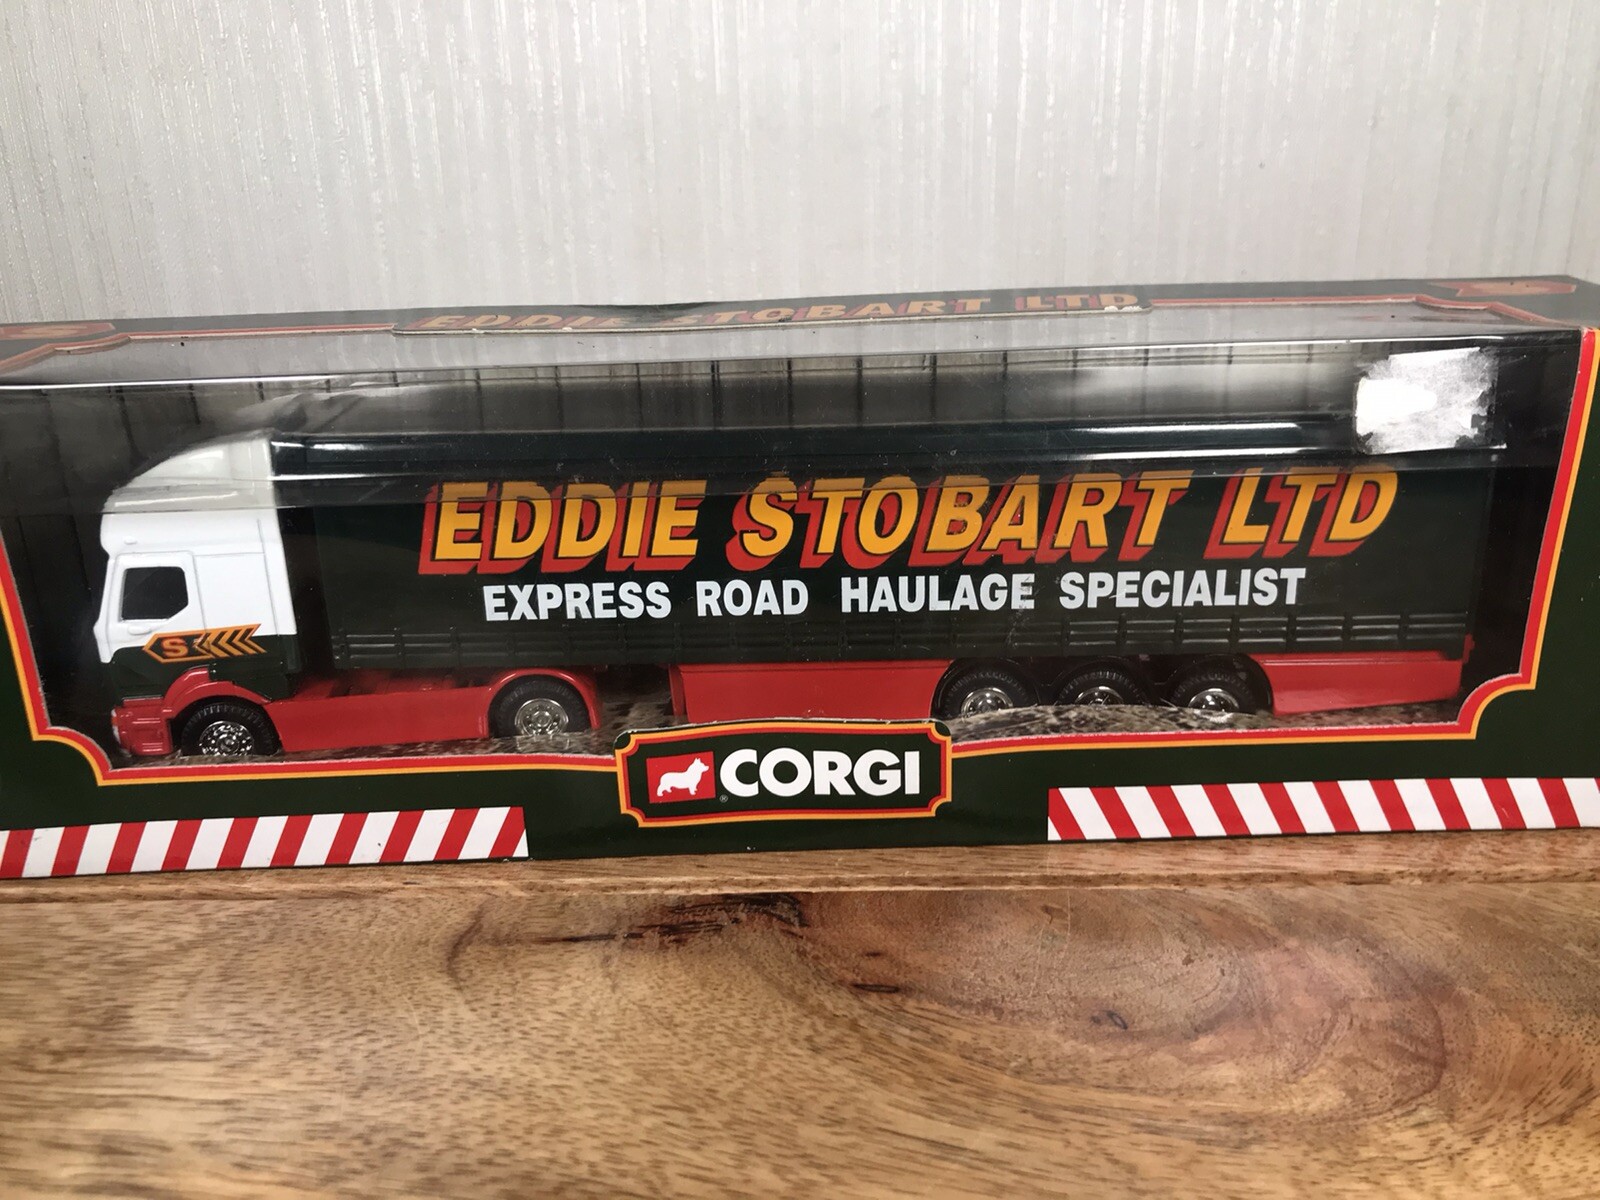 EDDIE STOBART LTD
EDDIE STOBART LTD
EXPRESS ROAD HAULAGE SPECIALIST
S
CORGI
®